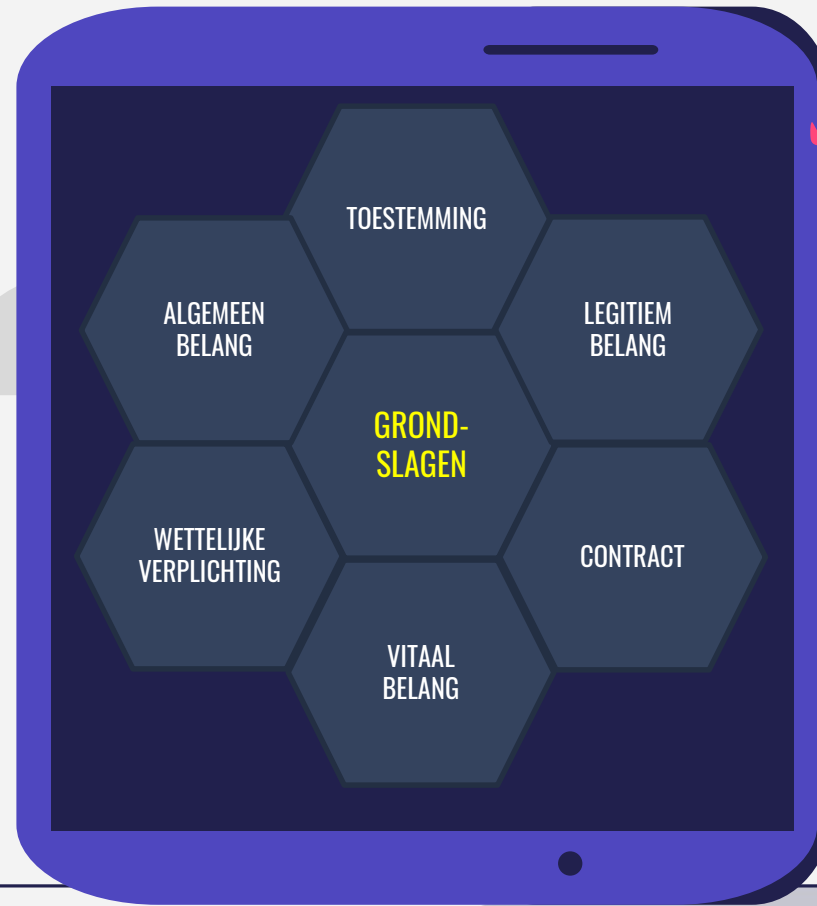 TOESTEMMING
ALGEMEEN
BELANG
LEGITIEM
BELANG
GROND-
SLAGEN
WETTELIJKE
VERPLICHTING
CONTRACT
VITAAL
BELANG